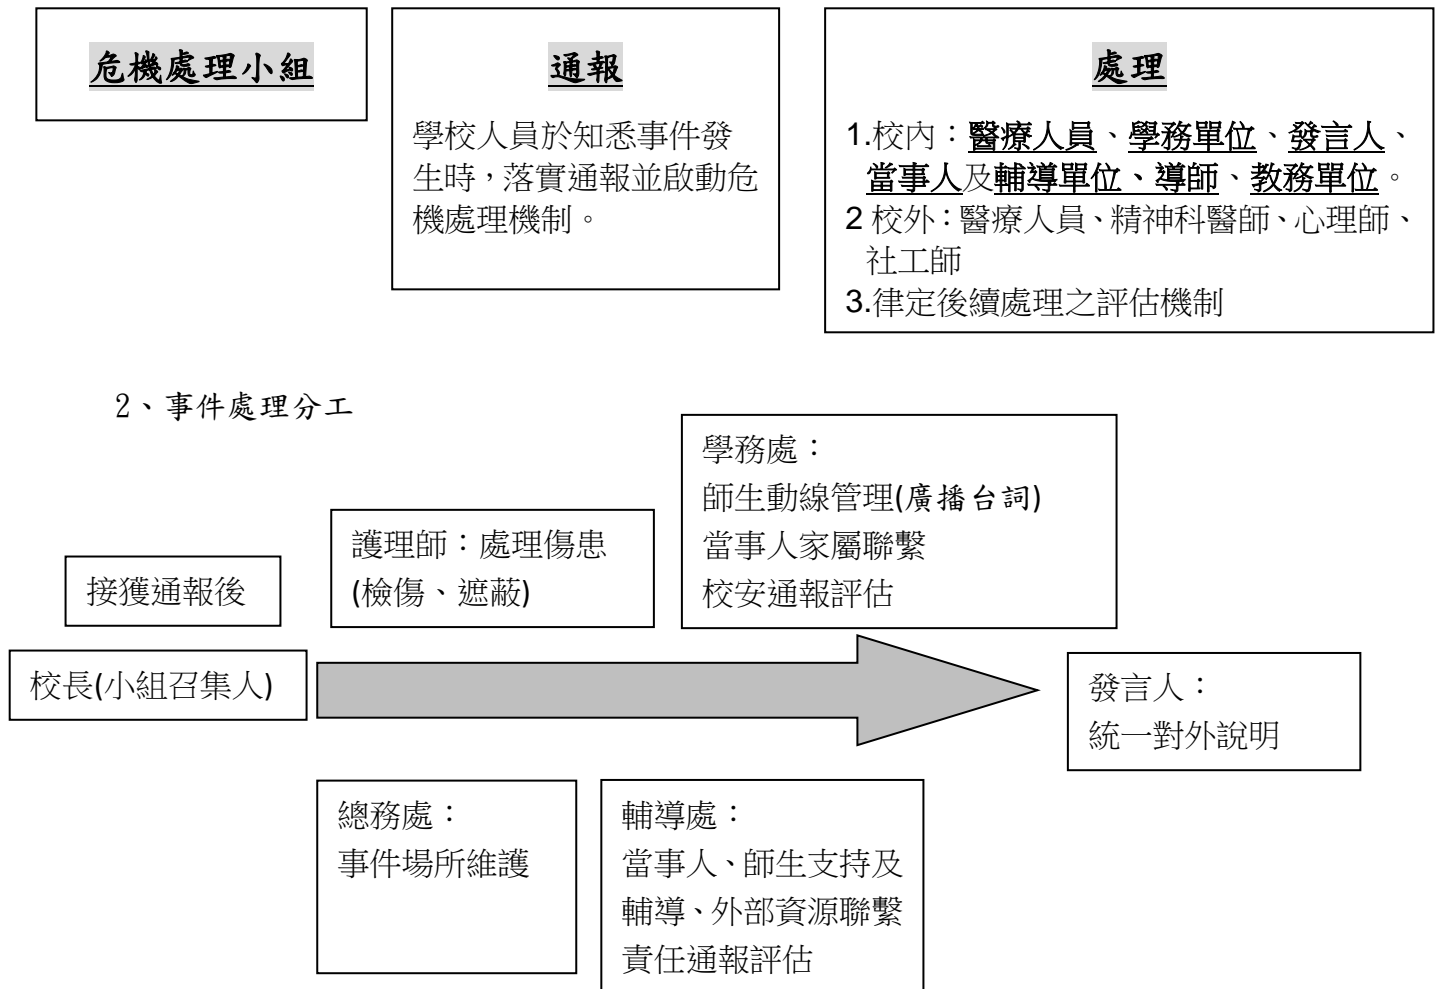 危機處理小組
通報
學校人員於知悉事件發
生時，落實通報並啟動危
機處理機制。
處理
1.校內：醫療人員、學務單位、發言人、
當事人及輔導單位、導師、教務單位。
2 校外：醫療人員、精神科醫師、心理師、
社工師
3.律定後續處理之評估機制
2、事件處理分工
接獲通報後
校長(小組召集人)
護理師：處理傷患
(檢傷、遮蔽)
學務處：
師生動線管理(廣播台詞)
當事人家屬聯繫
校安通報評估
總務處：
事件場所維護
輔導處：
當事人、師生支持及
輔導、外部資源聯繫
責任通報評估
發言人：
統一對外說明